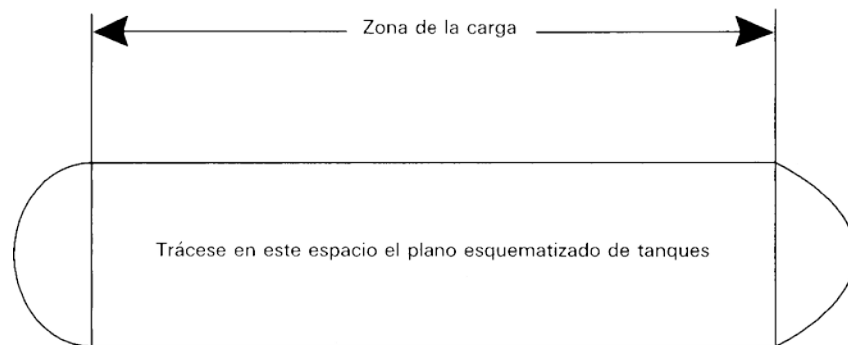 Zona de la carga
Trácese en este espacio el plano esquematizado de tanques